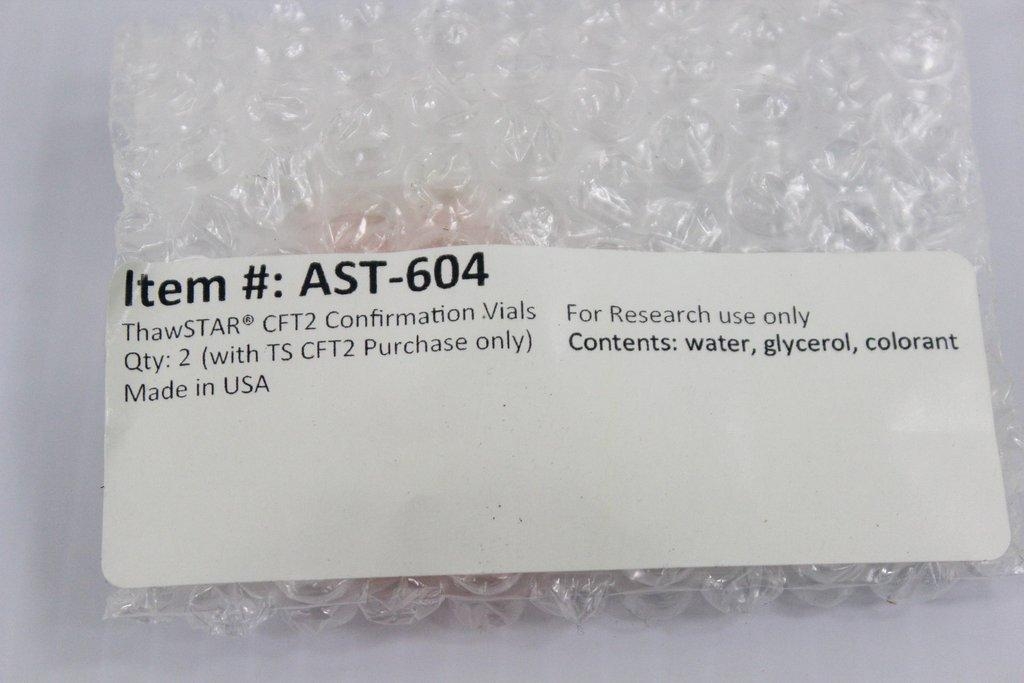 Item #: AST-604
ThawSTAR® CFT2 Confirmation Vials
Qty: 2 (with TS CFT2 Purchase only)
Made in USA
For Research use only
Contents: water, glycerol, colorant